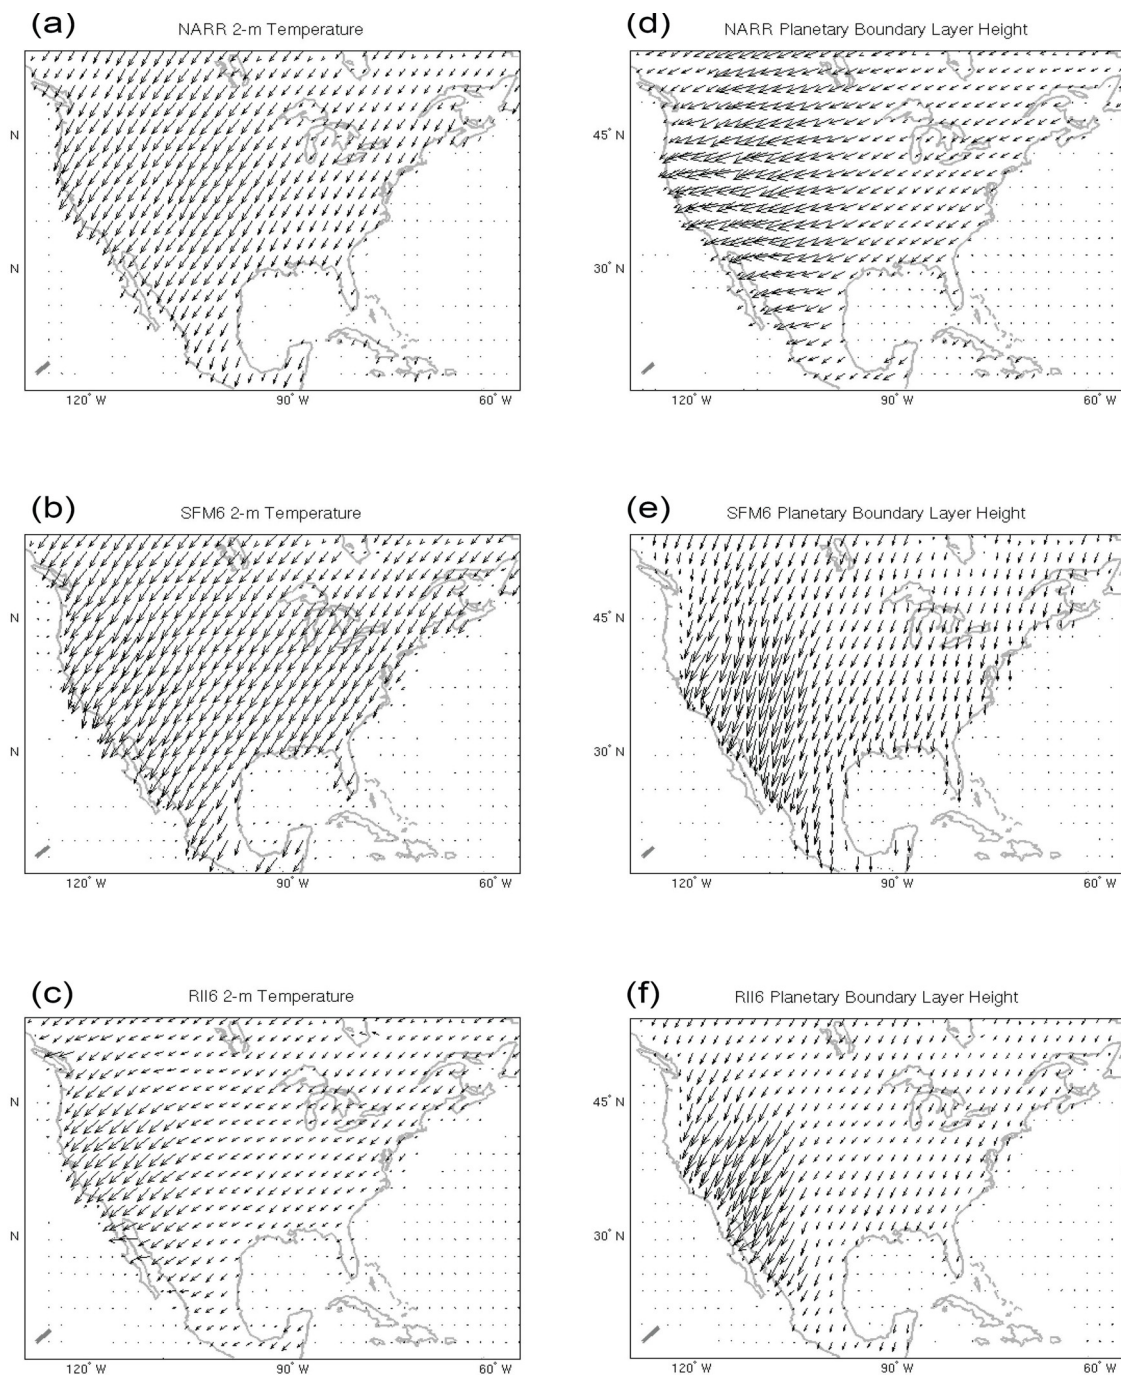 (a)
NARR 2-m Temperature
N
N
120° W 90° W 60° W
(d)
NARR Planetary Boundary Layer Height
45° N
30° N
120° W 90° W 60° W
(b)
SFM6 2-m Temperature
N
N
120° W 90° W 60° W
(e)
SFM6 Planetary Boundary Layer Height
45° N
30° N
120° W 90° W 60° W
(c)
RII6 2-m Temperature
N
N
120° W 90° W 60° W
(f)
RII6 Planetary Boundary Layer Height
45° N
30° N
120° W 90° W 60° W